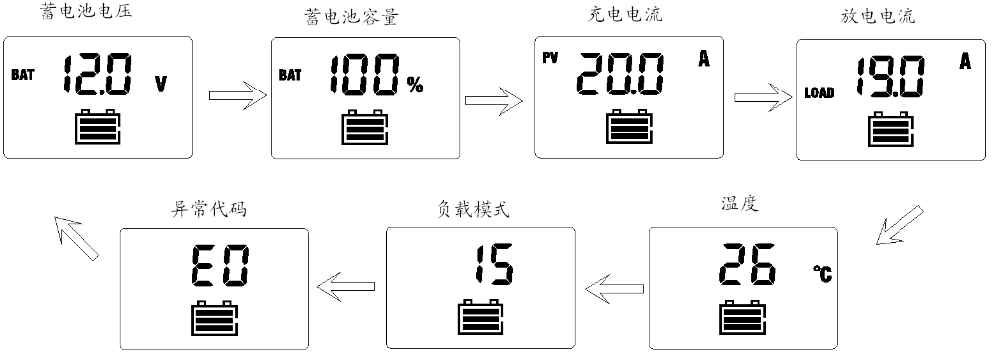 蓄电池电压
蓄电池容量
充电电流
放电电流
BAT 12.0 V
BAT 100 %
PV 20.0 A
LOAD 19.0 A
异常代码
负载模式
温度
E0
15
26 ℃